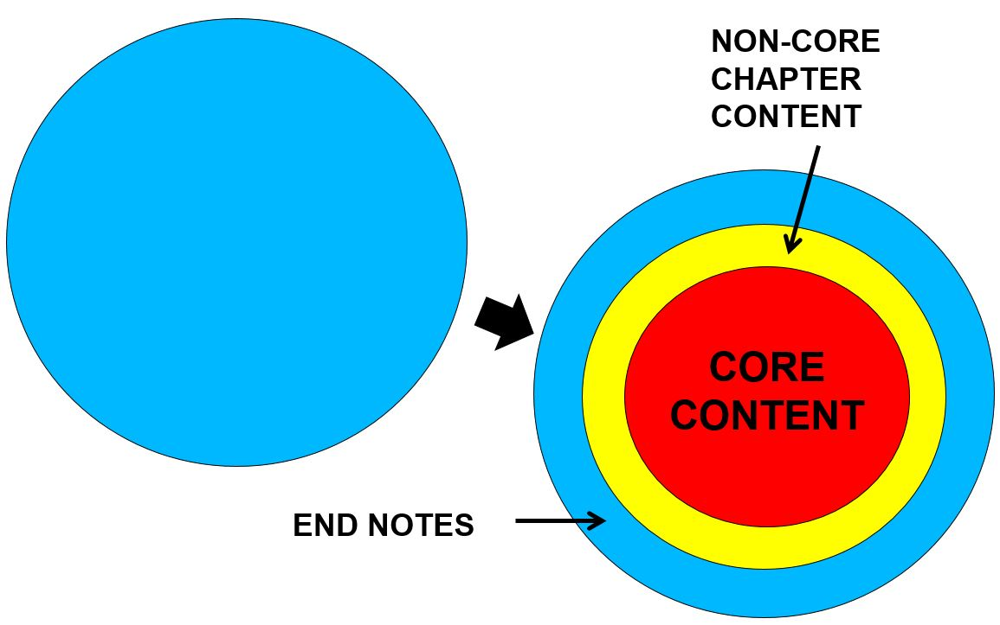 NON-CORE
CHAPTER
CONTENT
CORE
CONTENT
END NOTES